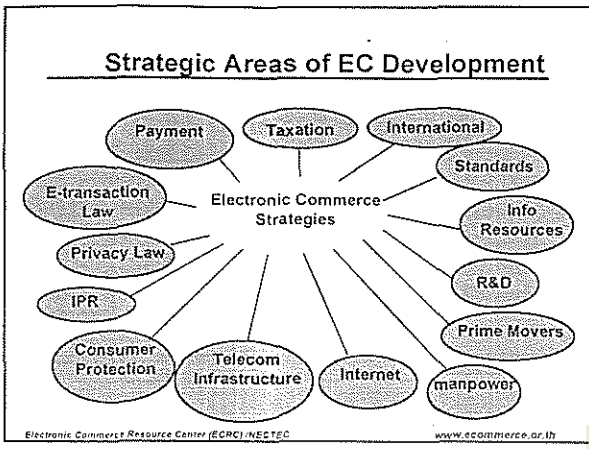 Strategic Areas of EC Development
Payment
Taxation
International
Standards
E-transaction
Law
Electronic Commerce
Strategies
Info
Resources
Privacy Law
R&D
IPR
Prime Movers
Consumer
Protection
Telecom
Infrastructure
Internet
manpower
Electronic Commerce Resource Center (ECRC) /NECTEC
www.ecommerce.or.th